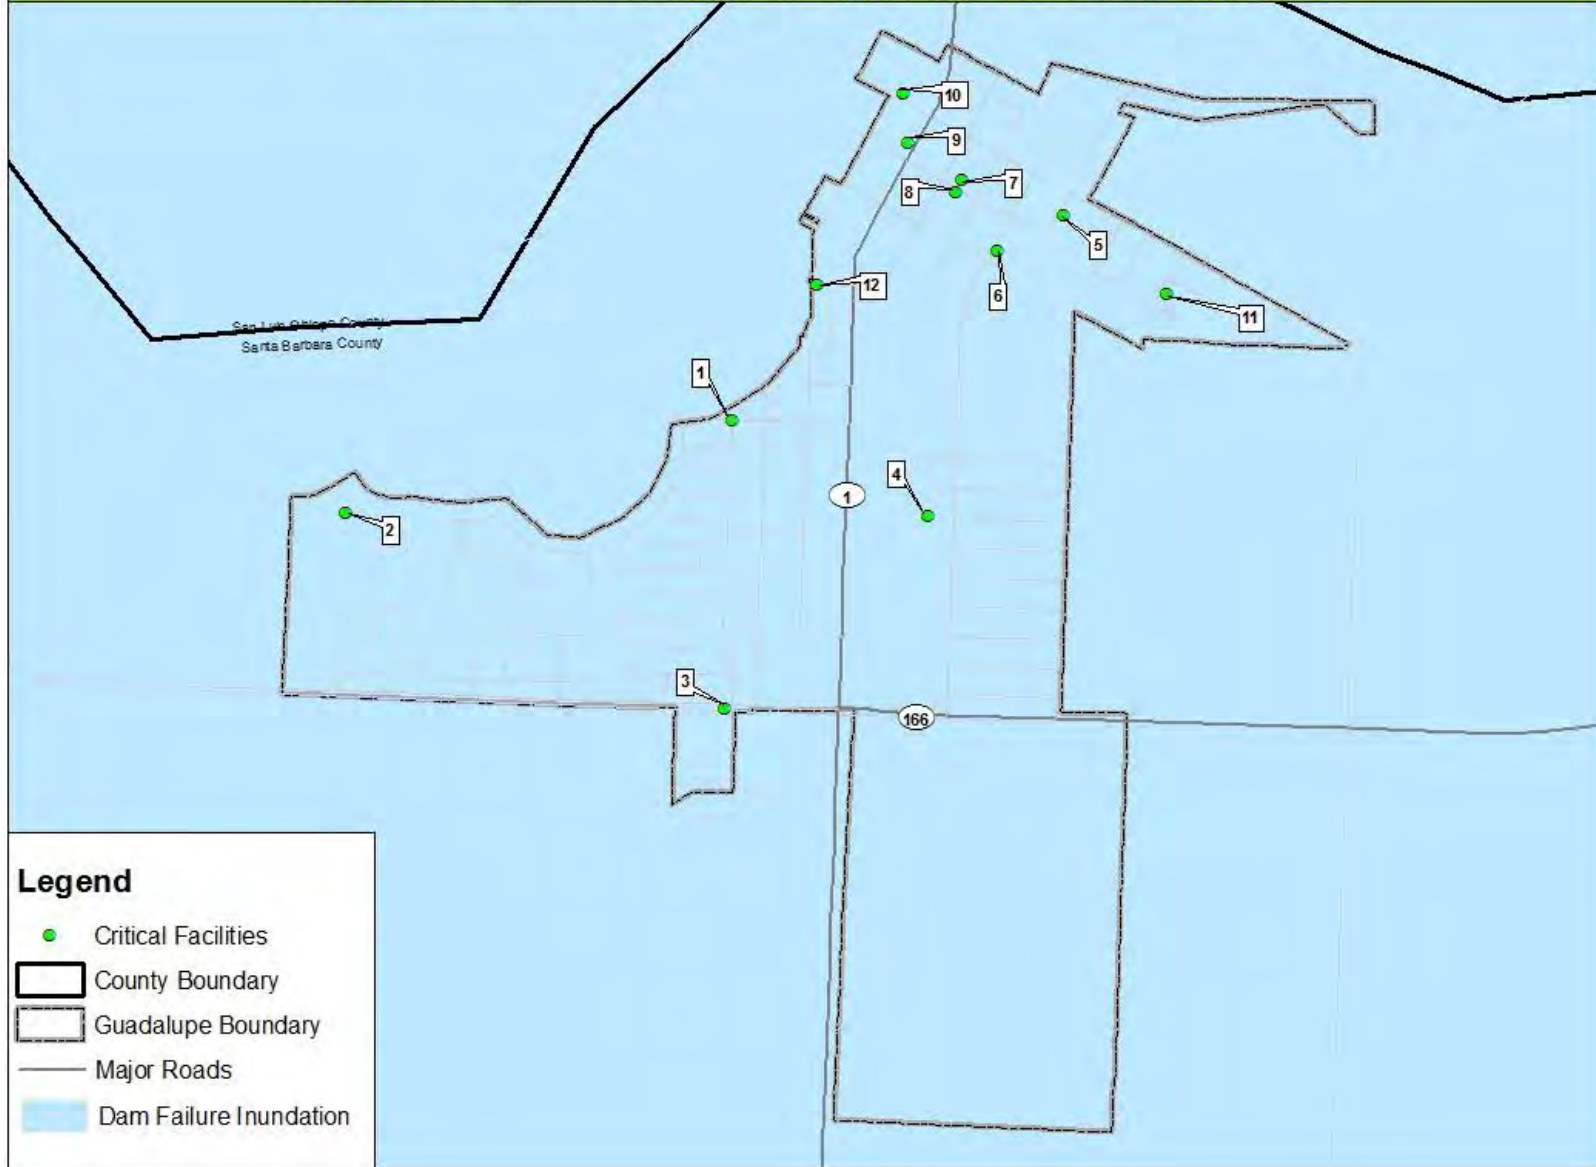 10
9
7
8
5
6
12
11
San Luis Obispo County
Santa Barbara County
1
4
1
2
3
166
Legend
Critical Facilities
County Boundary
Guadalupe Boundary
Major Roads
Dam Failure Inundation